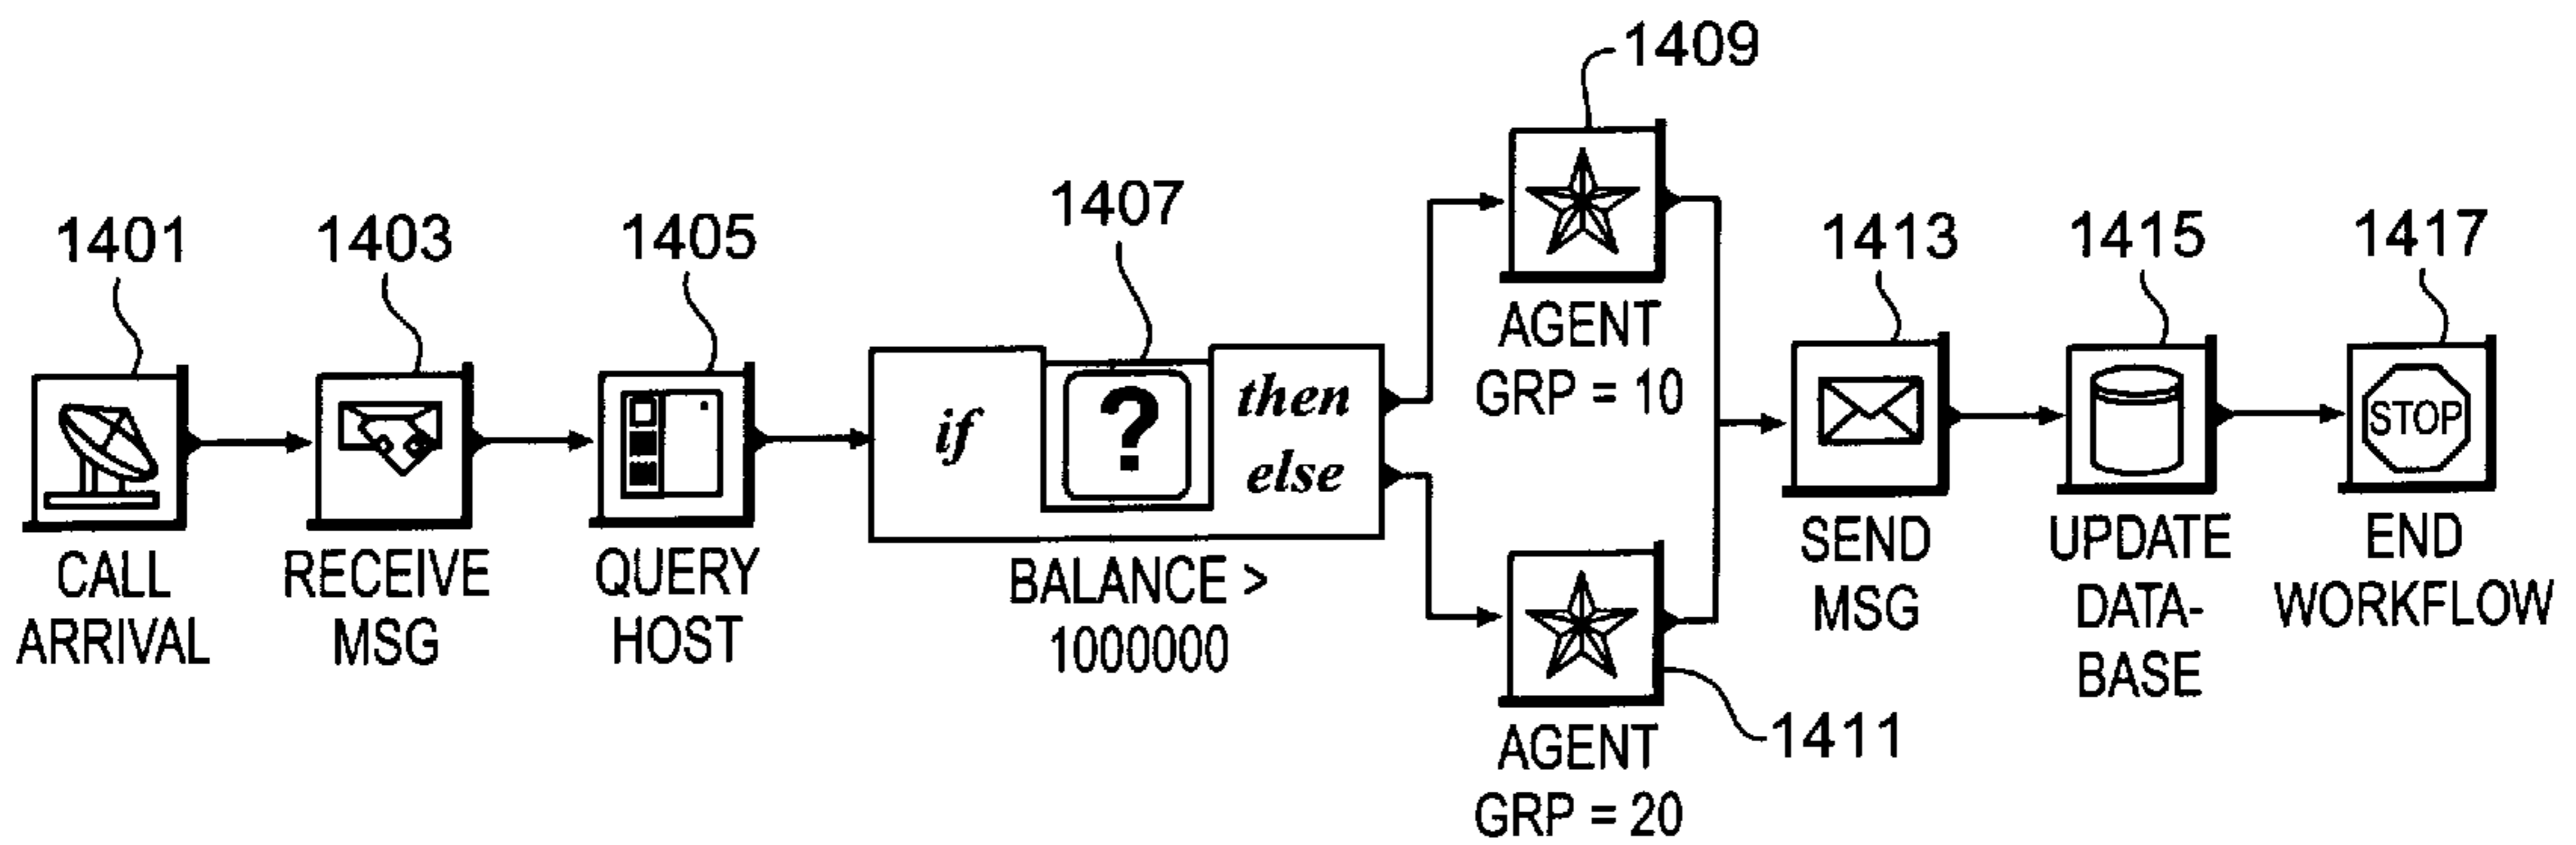 1401
CALL
ARRIVAL
1403
RECEIVE
MSG
1405
QUERY
HOST
1407
if
?
then
else
BALANCE >
1000000
1409
AGENT
GRP = 10
1411
AGENT
GRP = 20
1413
SEND
MSG
1415
UPDATE
DATA-
BASE
1417
STOP
END
WORKFLOW